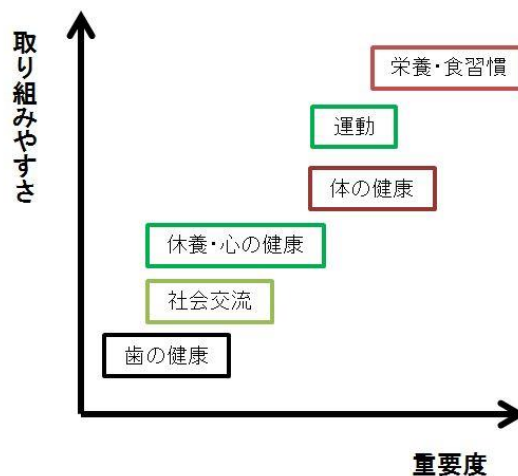 取り組みやすさ
栄養・食習慣
運動
体の健康
休養・心の健康
社会交流
歯の健康
重要度